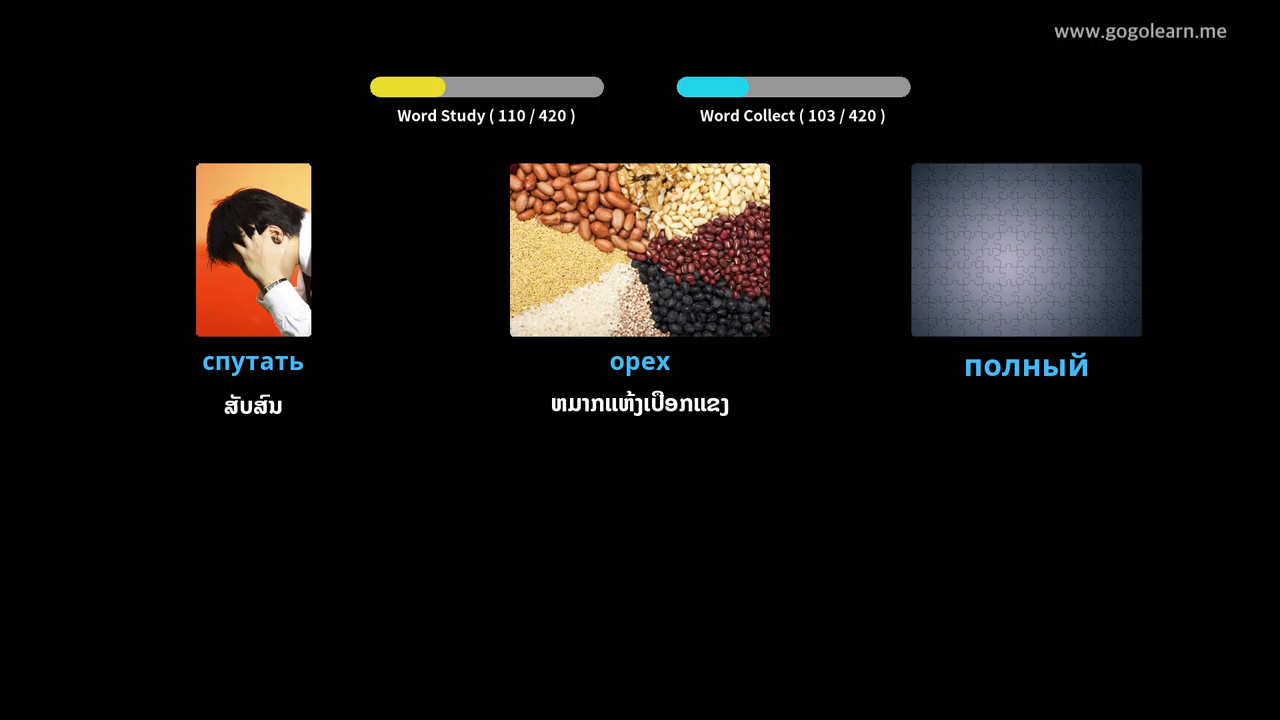 www.gogolearn.me
Word Study ( 110 / 420 )
Word Collect ( 103 / 420 )
спутать
орех
полный
ສັບສົນ
ຫມາກແຫ້ງເປືອກແຂງ